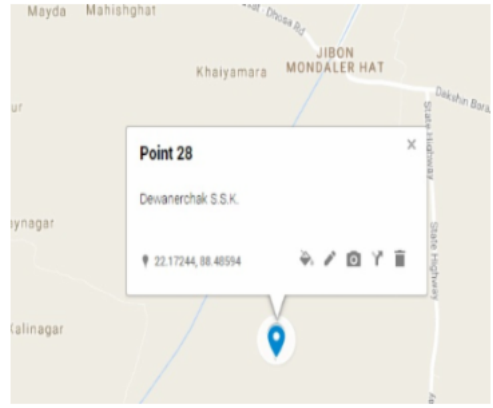 Mayda Mahishghat
Dhosa Rd
JIBON
MONDALER HAT
Khaiyamara
Dakshin Bara
ur
State Highway
Point 28
Dewanerchak S.S.K.
22.17244, 88.48594
ynagar
State Highway
Kalinagar